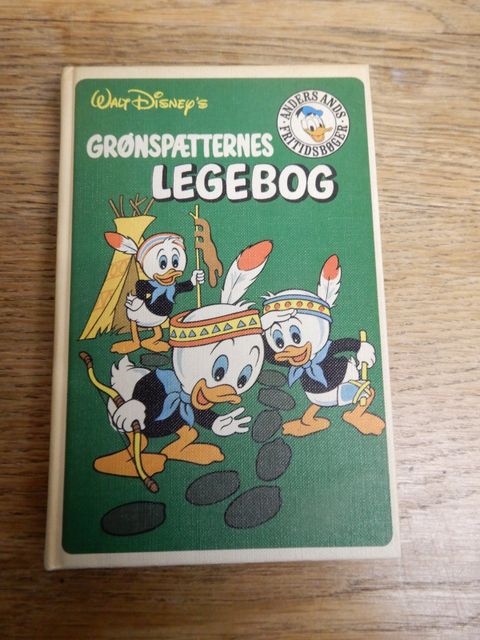 WALT DISNEY'S
ANDERS ANDS
FRITIDSBØGER
GRØNSPÆTTERNES
LEGEBOG